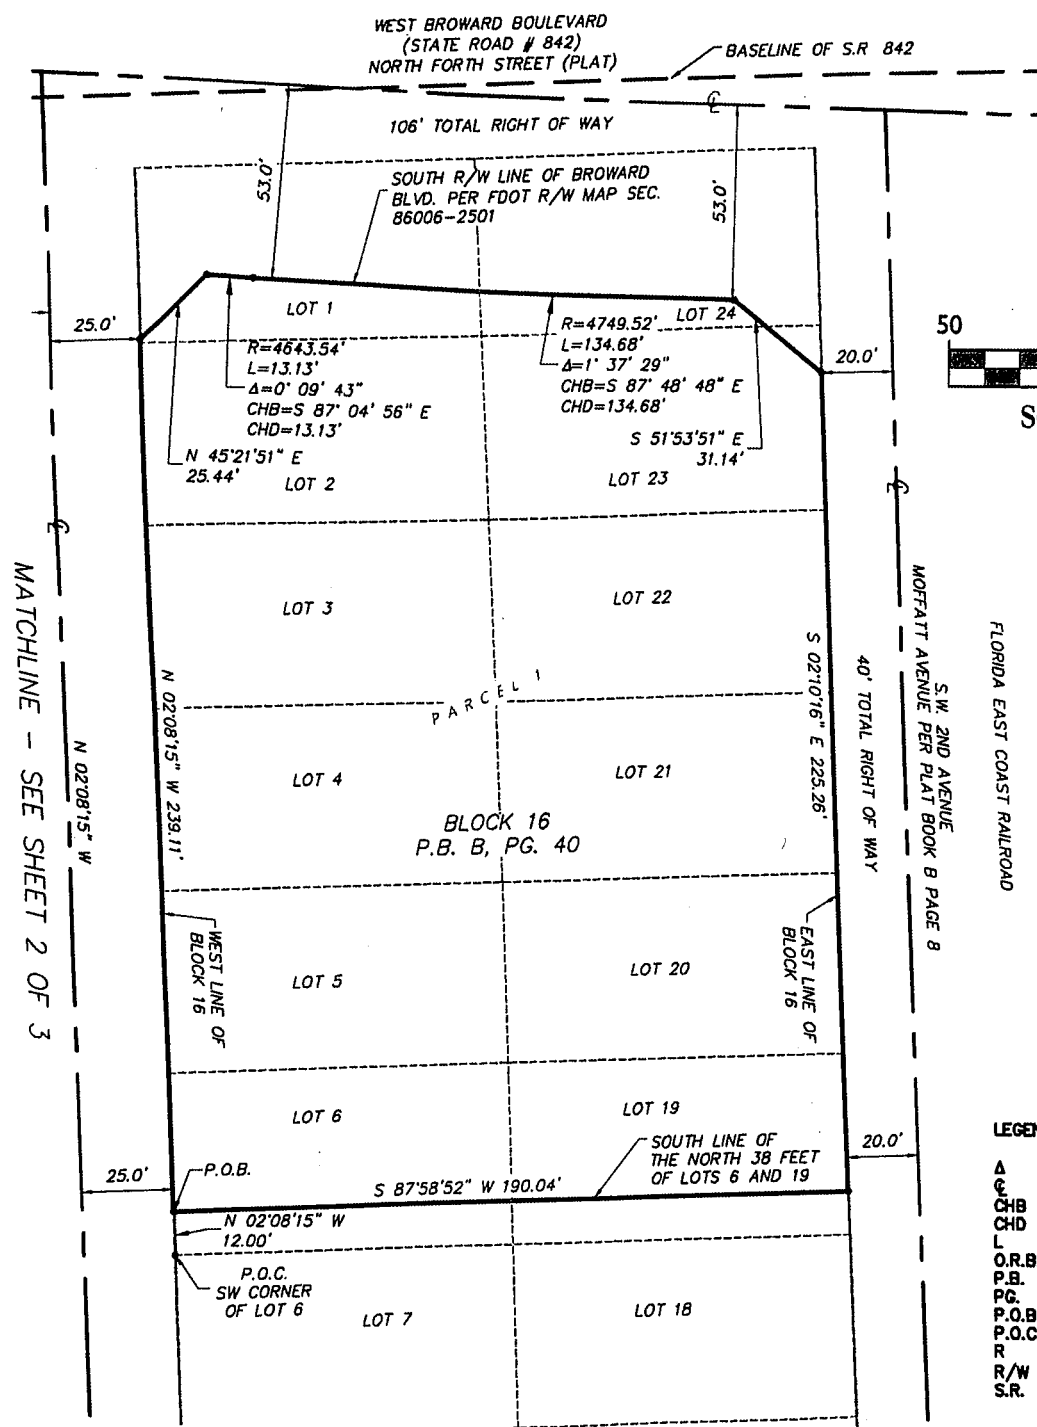 WEST BROWARD BOULEVARD
(STATE ROAD # 842)
NORTH FORTH STREET (PLAT)
BASELINE OF S.R 842
℄
106' TOTAL RIGHT OF WAY
53.0'
SOUTH R/W LINE OF BROWARD
BLVD. PER FDOT R/W MAP SEC.
86006-2501
53.0'
LOT 1
LOT 24
25.0'
R=4643.54'
L=13.13'
Δ=0° 09' 43"
CHB=S 87° 04' 56" E
CHD=13.13'
R=4749.52'
L=134.68'
Δ=1° 37' 29"
CHB=S 87° 48' 48" E
CHD=134.68'
20.0'
50
S
N 45°21'51" E
25.44'
S 51°53'51" E
31.14'
LOT 2
LOT 23
℄
℄
LOT 3
LOT 22
MATCHLINE - SEE SHEET 2 OF 3
N 02°08'15" W
N 02°08'15" W 239.11'
PARCEL 1
S 02°10'16" E 225.26'
40' TOTAL RIGHT OF WAY
S.W. 2ND AVENUE
MOFFATT AVENUE PER PLAT BOOK B PAGE 8
FLORIDA EAST COAST RAILROAD
LOT 4
LOT 21
BLOCK 16
P.B. B, PG. 40
WEST LINE OF
BLOCK 16
EAST LINE OF
BLOCK 16
LOT 5
LOT 20
LOT 6
LOT 19
SOUTH LINE OF
THE NORTH 38 FEET
OF LOTS 6 AND 19
25.0'
P.O.B.
S 87°58'52" W 190.04'
20.0'
N 02°08'15" W
12.00'
P.O.C.
SW CORNER
OF LOT 6
LOT 7
LOT 18
LEGEN
Δ
℄
CHB
CHD
L
O.R.B
P.B.
PG.
P.O.B
P.O.C
R
R/W
S.R.